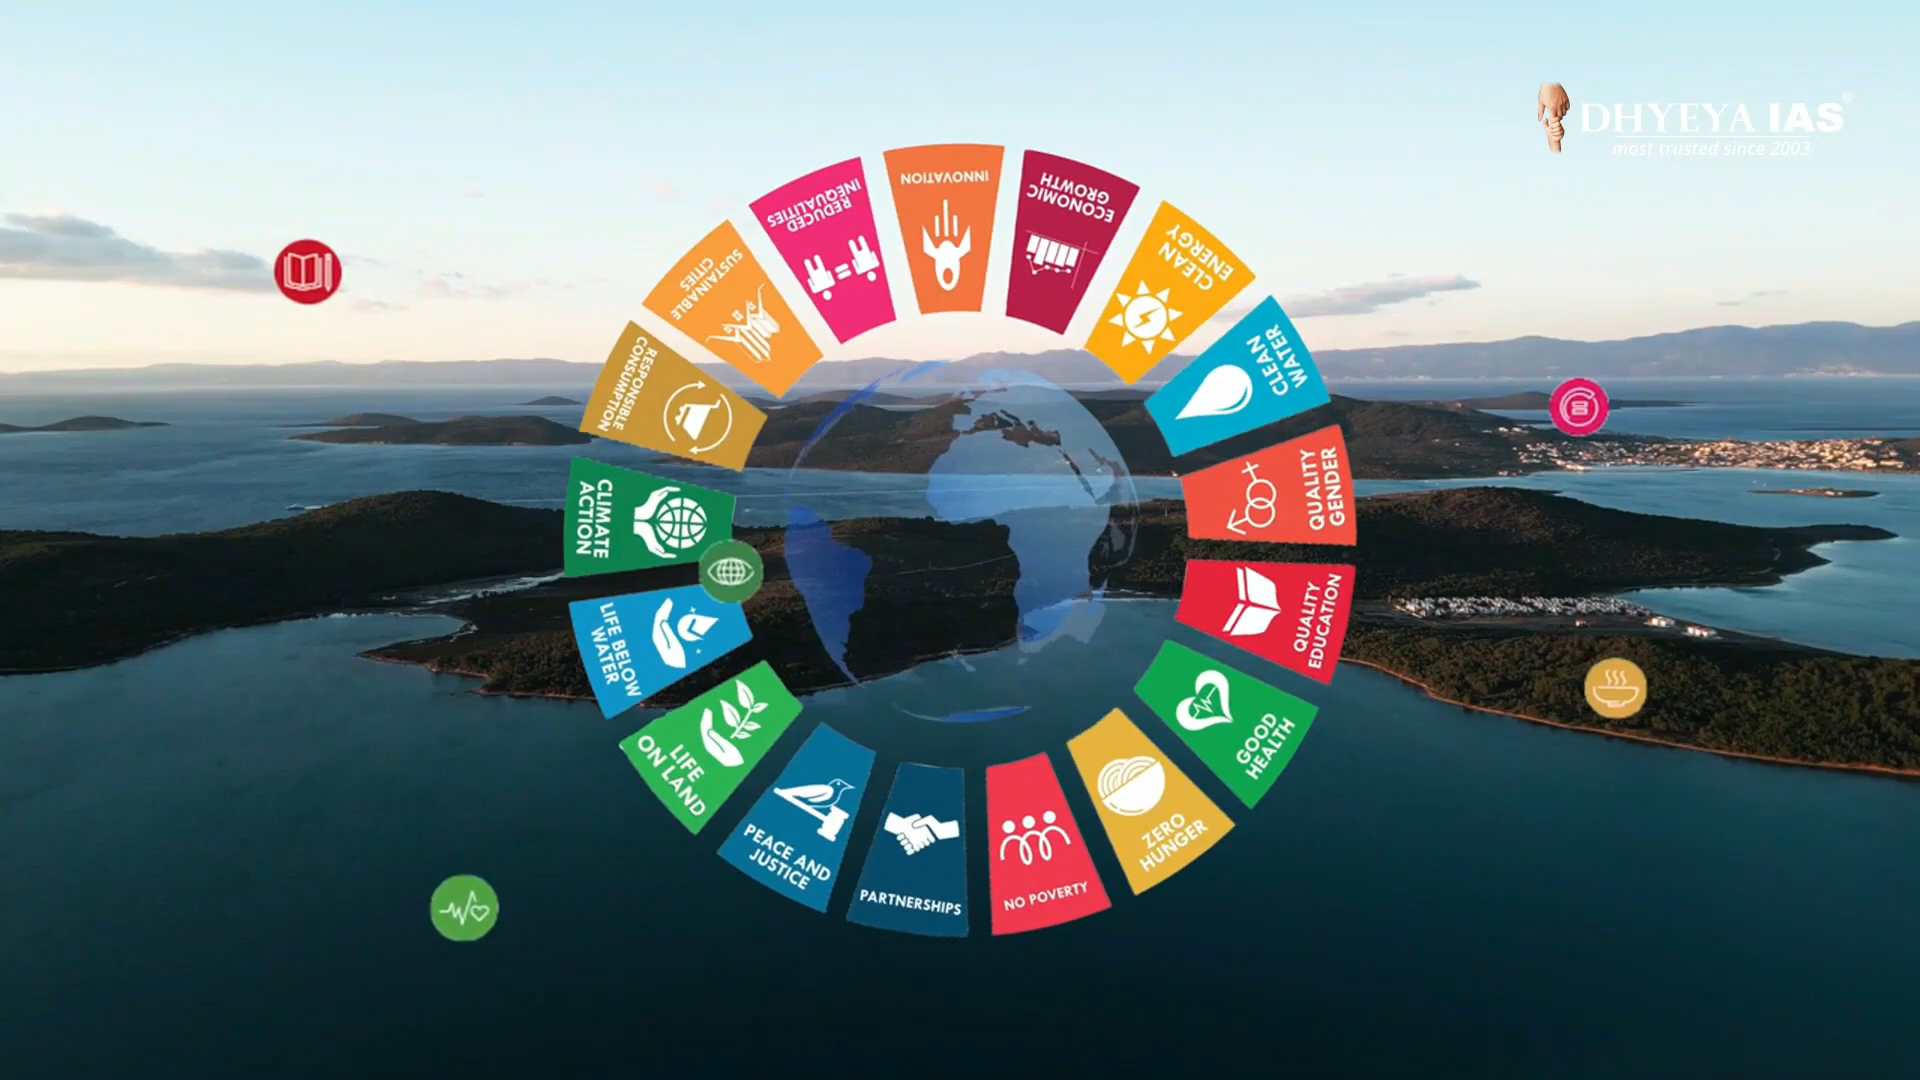 DHYEYA IAS®
most trusted since 2003
INNOVATION
ECONOMIC
GROWTH
CLEAN
ENERGY
CLEAN
WATER
QUALITY
GENDER
QUALITY
EDUCATION
GOOD
HEALTH
ZERO
HUNGER
NO POVERTY
PARTNERSHIPS
PEACE AND
JUSTICE
LIFE
ON LAND
LIFE BELOW
WATER
CLIMATE
ACTION
RESPONSIBLE
CONSUMPTION
SUSTAINABLE
CITIES
REDUCED
INEQUALITIES